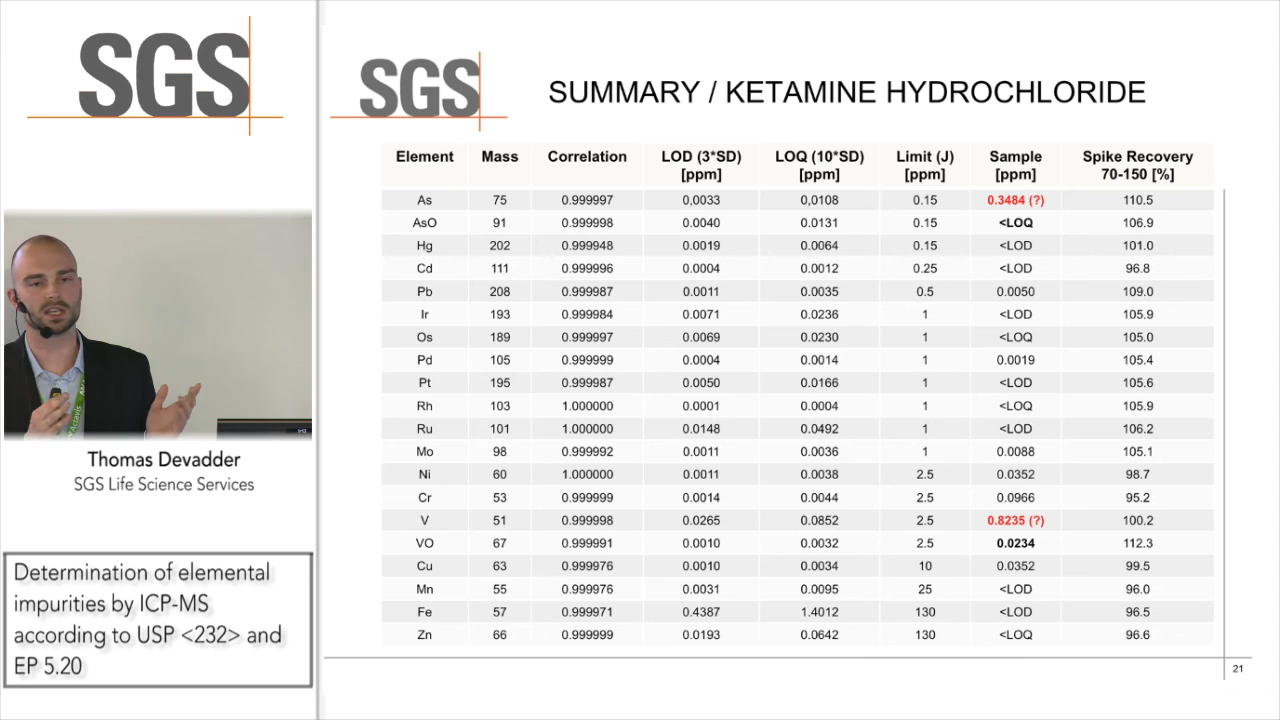 SGS
Thomas Devadder
SGS Life Science Services
Determination of elemental
impurities by ICP-MS
according to USP <232> and
EP 5.20
SGS
SUMMARY / KETAMINE HYDROCHLORIDE
Element Mass Correlation LOD (3*SD) [ppm] LOQ (10*SD) [ppm] Limit (J) [ppm] Sample [ppm] Spike Recovery 70-150 [%]
As 75 0.999997 0,0033 0,0108 0.15 0.3484 (?) 110.5
AsO 91 0.999998 0.0040 0.0131 0.15 <LOQ 106.9
Hg 202 0.999948 0.0019 0.0064 0.15 <LOD 101.0
Cd 111 0.999996 0.0004 0.0012 0.25 <LOD 96.8
Pb 208 0.999987 0.0011 0.0035 0.5 0.0050 109.0
Ir 193 0.999984 0.0071 0.0236 1 <LOD 105.9
Os 189 0.999997 0.0069 0.0230 1 <LOQ 105.0
Pd 105 0.999999 0.0004 0.0014 1 0.0019 105.4
Pt 195 0.999987 0.0050 0.0166 1 <LOD 105.6
Rh 103 1.000000 0.0001 0.0004 1 <LOQ 105.9
Ru 101 1.000000 0.0148 0.0492 1 <LOD 106.2
Mo 98 0.999992 0.0011 0.0036 1 0.0088 105.1
Ni 60 1.000000 0.0011 0.0038 2.5 0.0352 98.7
Cr 53 0.999999 0.0014 0.0044 2.5 0.0966 95.2
V 51 0.999998 0.0265 0.0852 2.5 0.8235 (?) 100.2
VO 67 0.999991 0.0010 0.0032 2.5 0.0234 112.3
Cu 63 0.999976 0.0010 0.0034 10 0.0352 99.5
Mn 55 0.999976 0.0031 0.0095 25 <LOD 96.0
Fe 57 0.999971 0.4387 1.4012 130 <LOD 96.5
Zn 66 0.999999 0.0193 0.0642 130 <LOQ 96.6
21